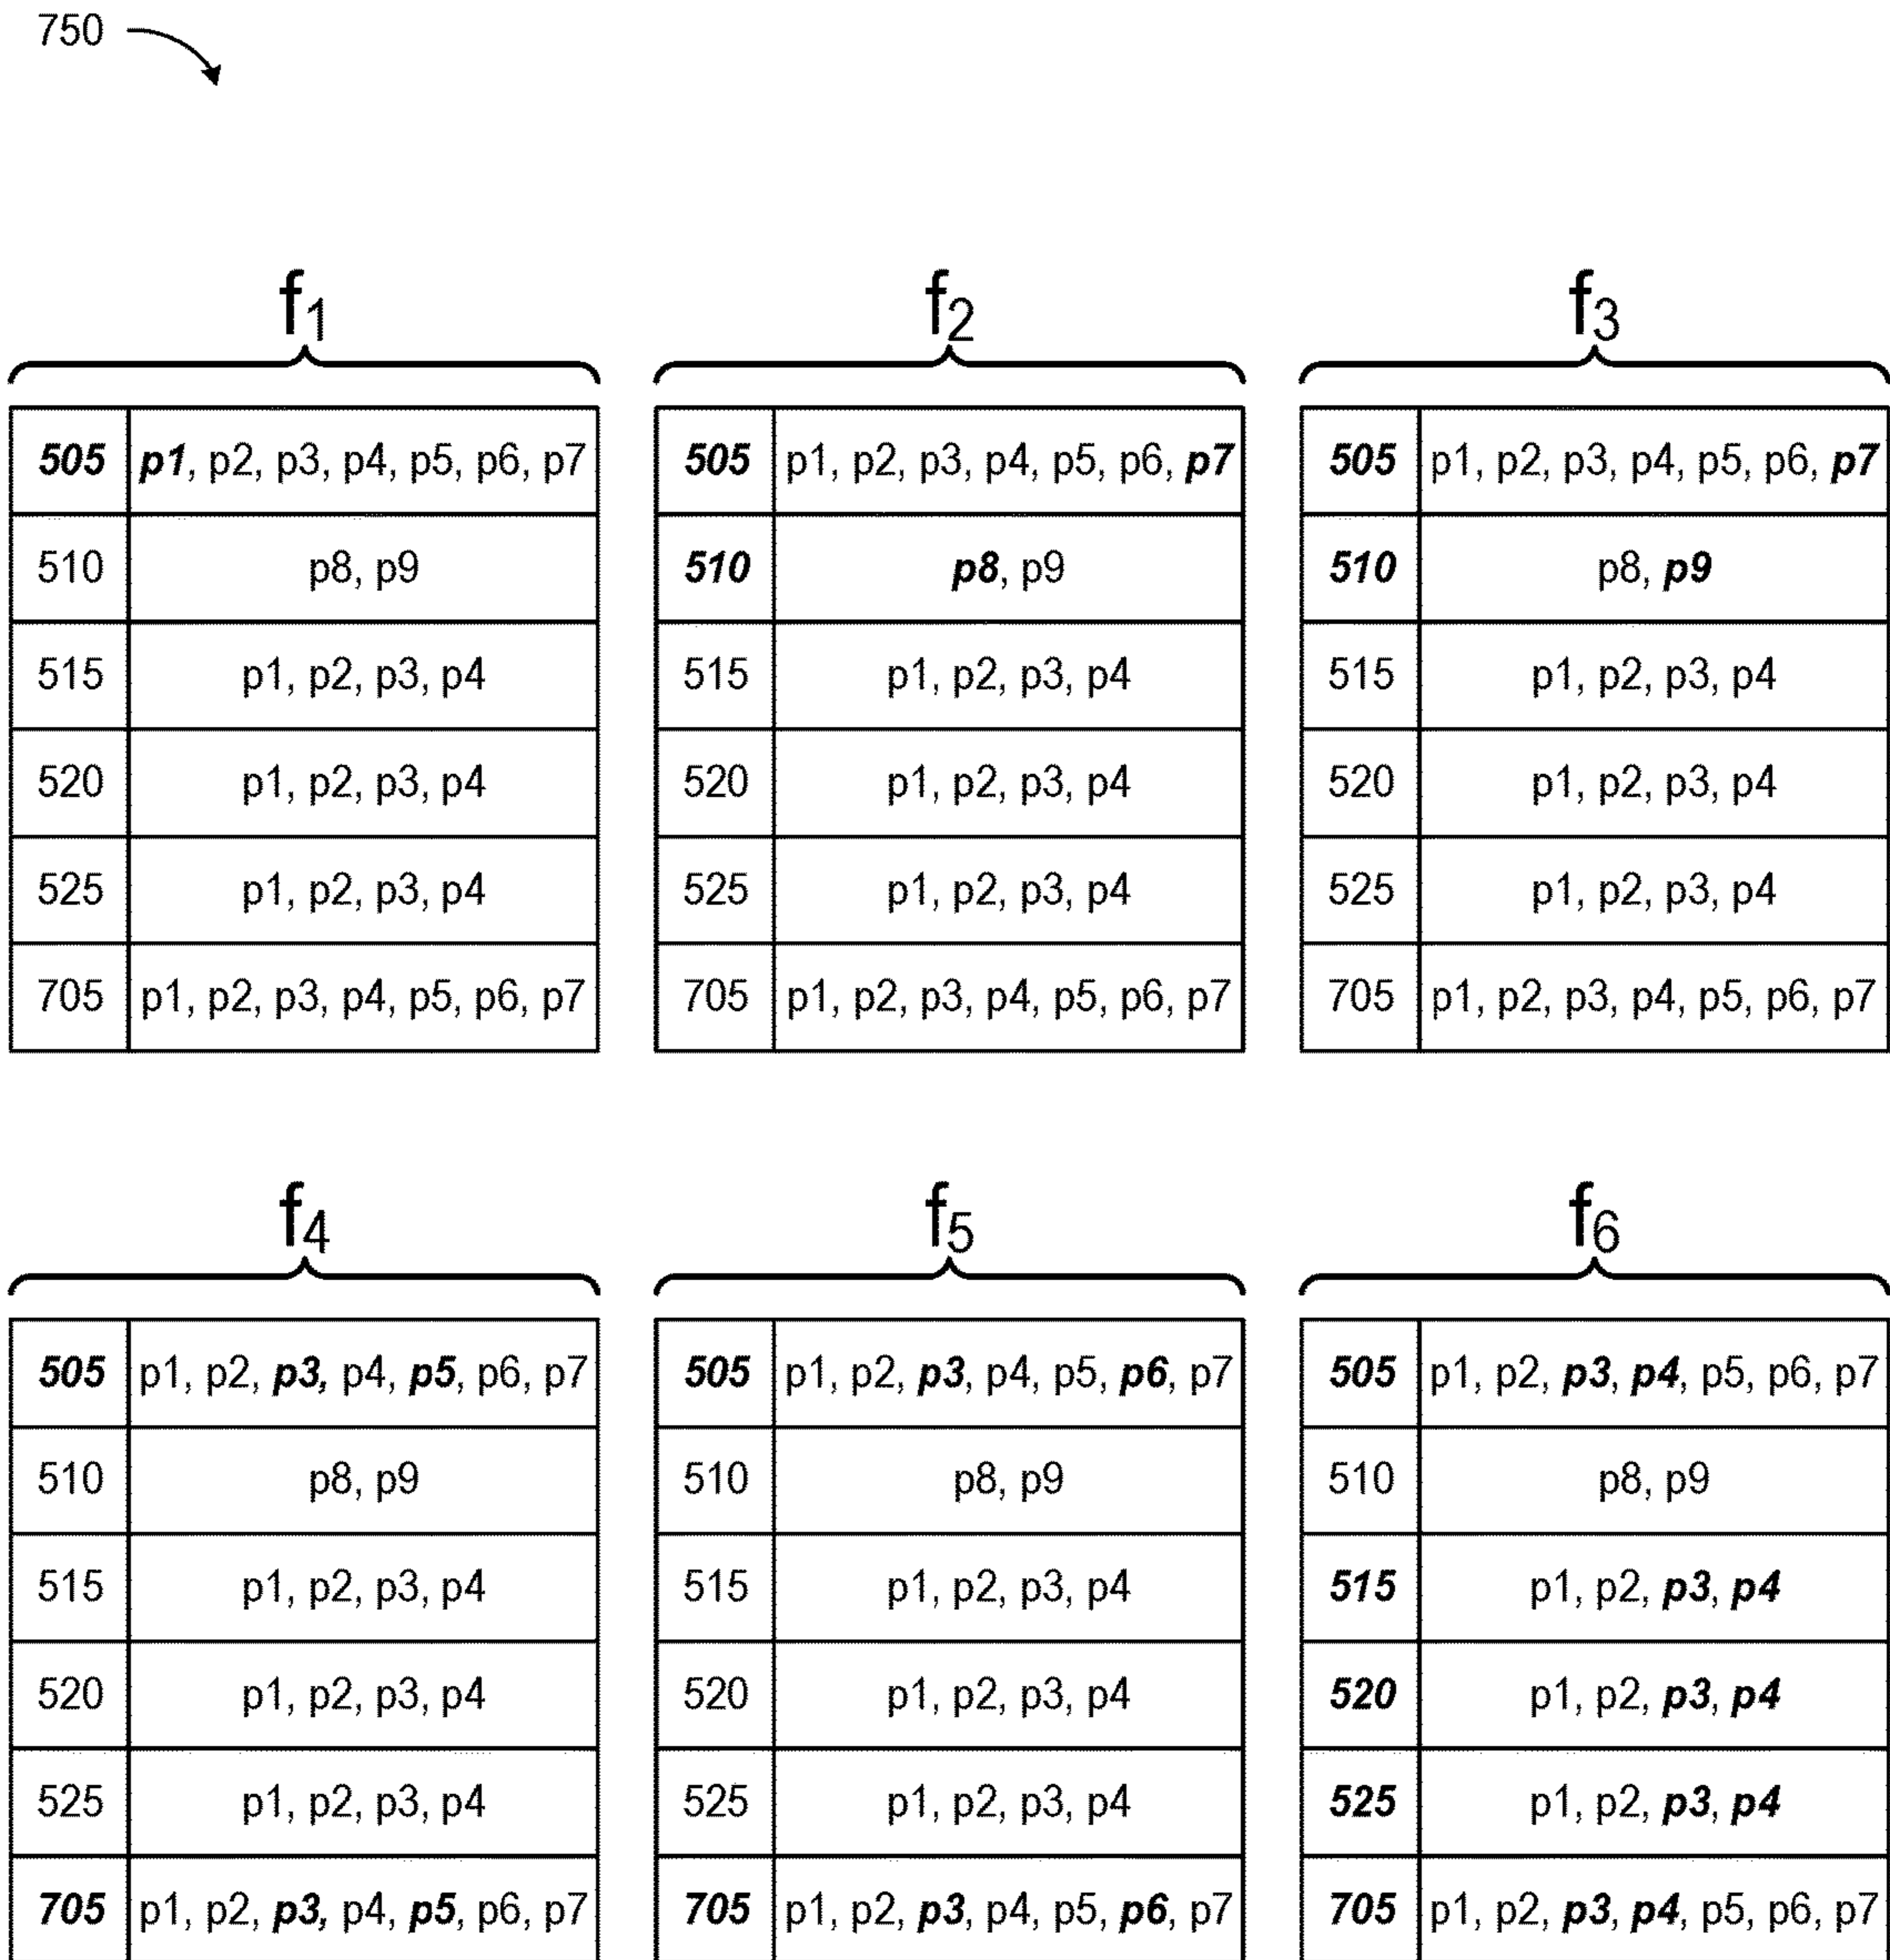 750
f1 f2 f3
505 p1, p2, p3, p4, p5, p6, p7 505 p1, p2, p3, p4, p5, p6, p7 505 p1, p2, p3, p4, p5, p6, p7
510 p8, p9 510 p8, p9 510 p8, p9
515 p1, p2, p3, p4 515 p1, p2, p3, p4 515 p1, p2, p3, p4
520 p1, p2, p3, p4 520 p1, p2, p3, p4 520 p1, p2, p3, p4
525 p1, p2, p3, p4 525 p1, p2, p3, p4 525 p1, p2, p3, p4
705 p1, p2, p3, p4, p5, p6, p7 705 p1, p2, p3, p4, p5, p6, p7 705 p1, p2, p3, p4, p5, p6, p7
f4 f5 f6
505 p1, p2, p3, p4, p5, p6, p7 505 p1, p2, p3, p4, p5, p6, p7 505 p1, p2, p3, p4, p5, p6, p7
510 p8, p9 510 p8, p9 510 p8, p9
515 p1, p2, p3, p4 515 p1, p2, p3, p4 515 p1, p2, p3, p4
520 p1, p2, p3, p4 520 p1, p2, p3, p4 520 p1, p2, p3, p4
525 p1, p2, p3, p4 525 p1, p2, p3, p4 525 p1, p2, p3, p4
705 p1, p2, p3, p4, p5, p6, p7 705 p1, p2, p3, p4, p5, p6, p7 705 p1, p2, p3, p4, p5, p6, p7